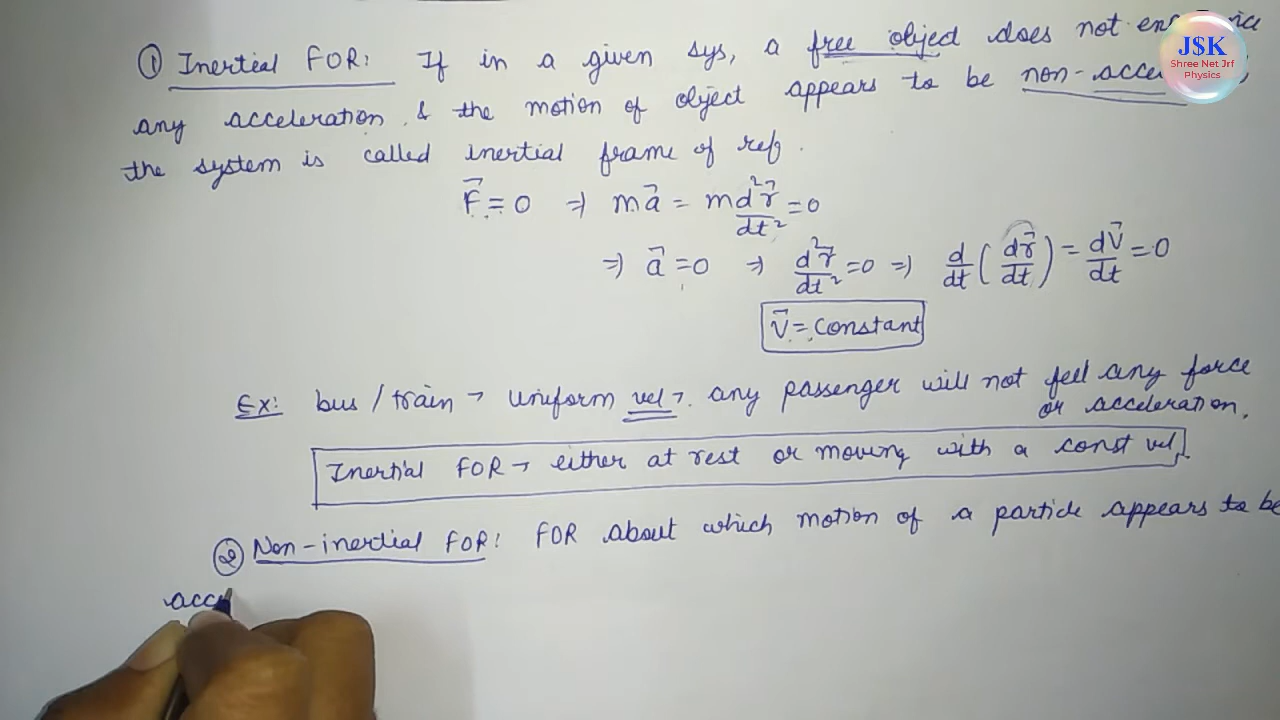 ① Inertial FOR: If in a given sys, a free object does not
any acceleration & the motion of object appears to be non-
the system is called inertial frame of ref.
F⃗ = 0 ⇒ ma⃗ = m d²r⃗/dt² = 0
⇒ a⃗ = 0 ⇒ d²r⃗/dt² = 0 ⇒ d/dt (dr⃗/dt) = dv⃗/dt = 0
v⃗ = Constant
Ex: bus / train → uniform vel →. any passenger will not feel any force
or acceleration.
Inertial FOR → either at rest or moving with a const vel.
② Non-inertial FOR: FOR about which motion of a particle appears to be
acc
J$K
Shree Net Jrf
Physics